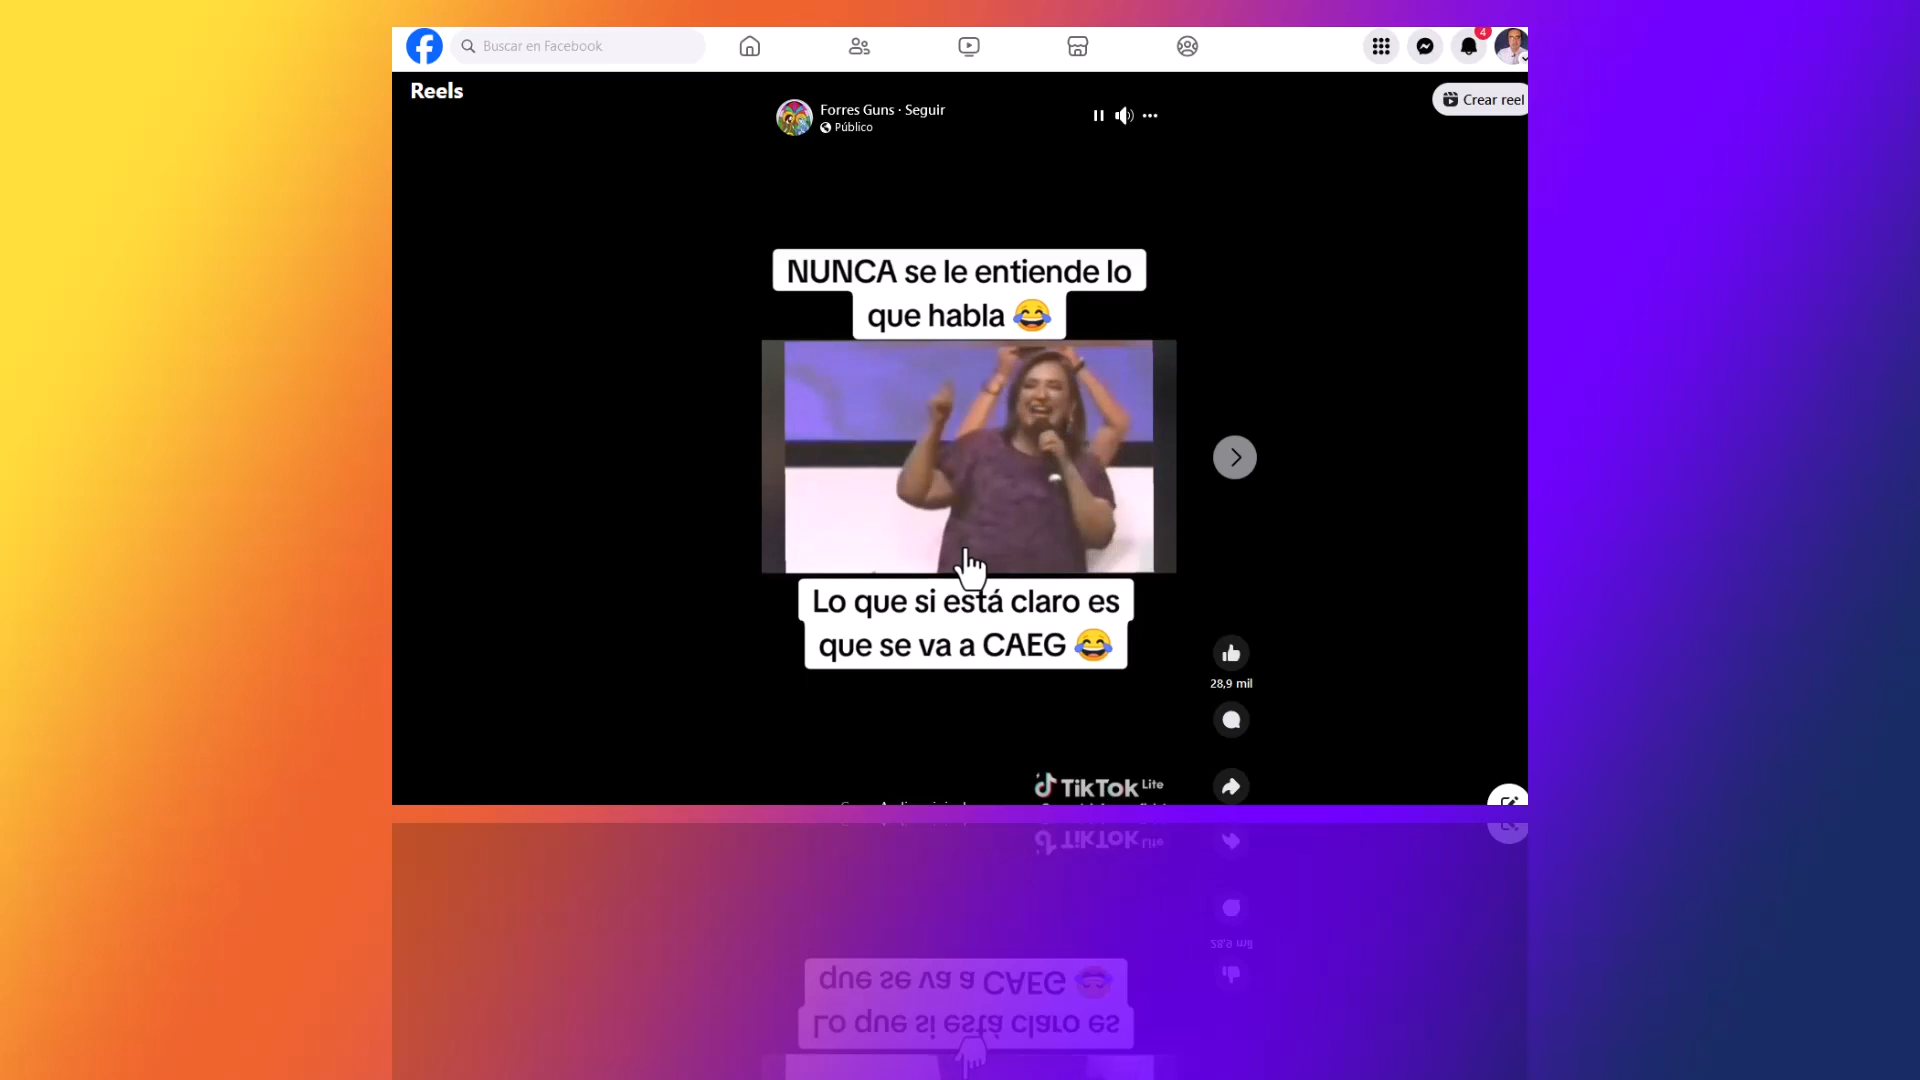 Buscar en Facebook
4
Reels
Crear reel
Forres Guns · Seguir
Público
NUNCA se le entiende lo
que habla 😂
Lo que si está claro es
que se va a CAEG 😂
28,9 mil
TikTok Lite